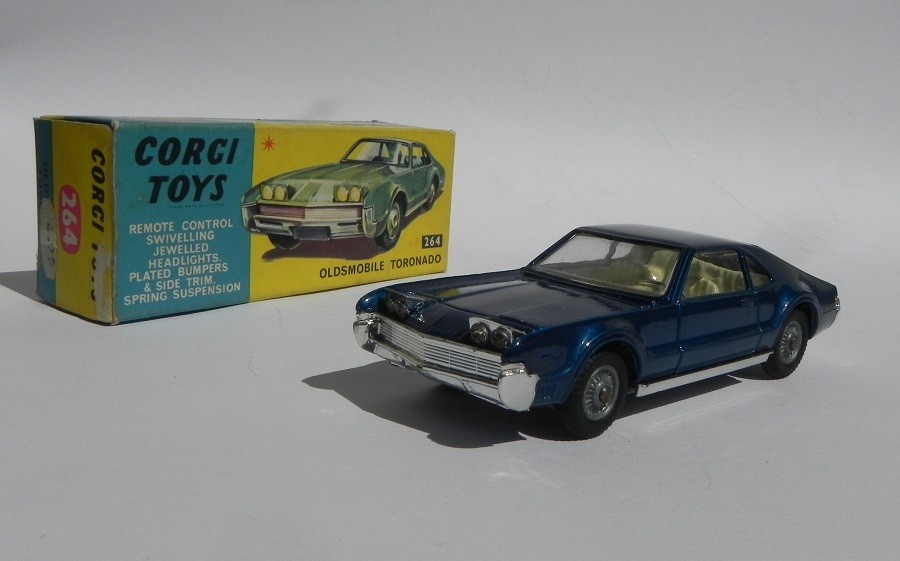 CORGI
TOYS
REMOTE CONTROL
SWIVELLING
JEWELLED
HEADLIGHTS.
PLATED BUMPERS
& SIDE TRIM.
SPRING SUSPENSION
264
OLDSMOBILE TORONADO
CORGI
264